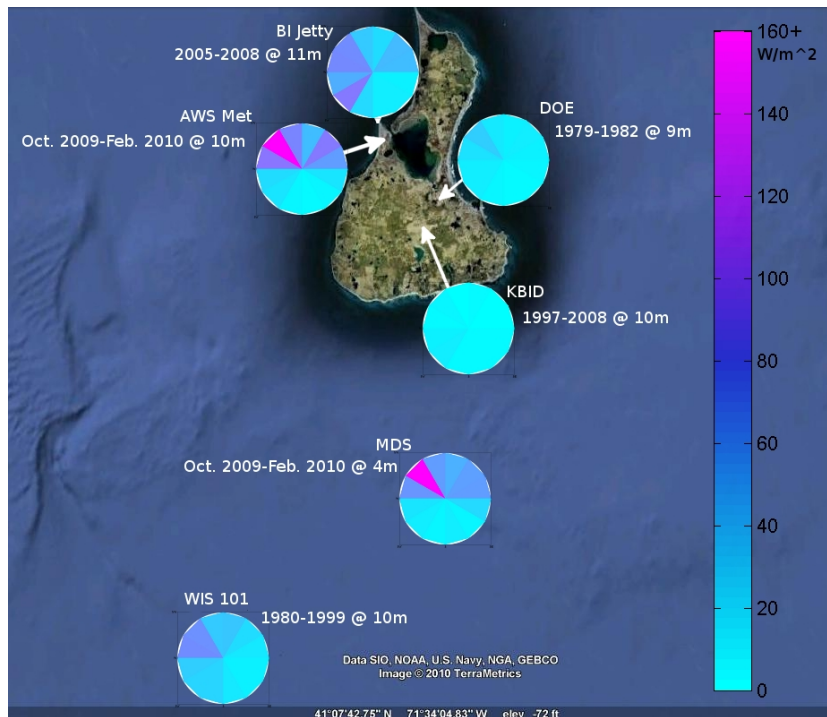 BI Jetty
2005-2008 @ 11m
AWS Met
Oct. 2009-Feb. 2010 @ 10m
DOE
1979-1982 @ 9m
KBID
1997-2008 @ 10m
MDS
Oct. 2009-Feb. 2010 @ 4m
WIS 101
1980-1999 @ 10m
160+
W/m^2
140
120
100
80
60
40
20
0
Data SIO, NOAA, U.S. Navy, NGA, GEBCO
Image © 2010 TerraMetrics
41°07'42.75" N 71°34'04.83" W elev -72 ft